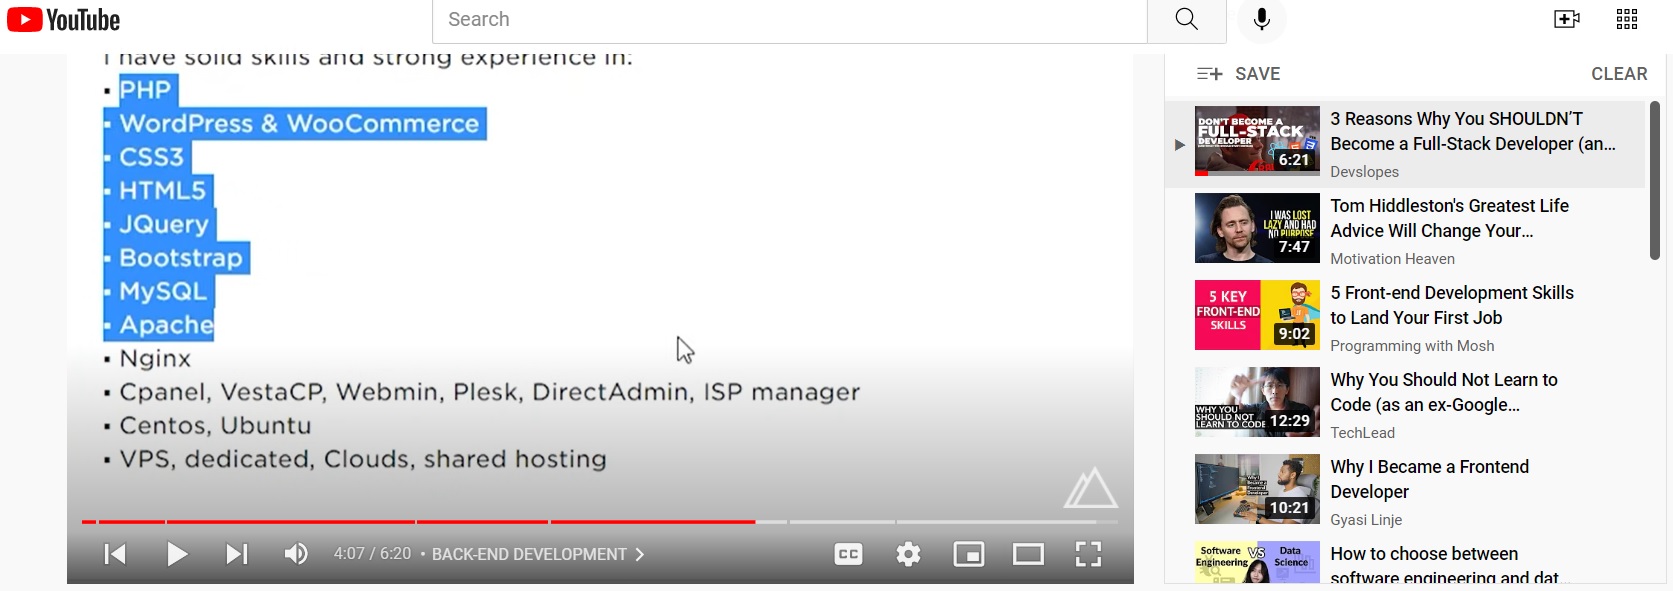 YouTube
Search
I have solid skills and strong experience in:
▪ PHP
▪ WordPress & WooCommerce
▪ CSS3
▪ HTML5
▪ JQuery
▪ Bootstrap
▪ MySQL
▪ Apache
▪ Nginx
▪ Cpanel, VestaCP, Webmin, Plesk, DirectAdmin, ISP manager
▪ Centos, Ubuntu
▪ VPS, dedicated, Clouds, shared hosting
4:07 / 6:20 • BACK-END DEVELOPMENT
CC
SAVE
CLEAR
DON'T BECOME A
FULL-STACK
DEVELOPER
6:21
3 Reasons Why You SHOULDN'T
Become a Full-Stack Developer (an...
Devslopes
I WAS LOST
LAZY AND HAD
NO PURPOSE
7:47
Tom Hiddleston's Greatest Life
Advice Will Change Your...
Motivation Heaven
5 KEY
FRONT-END
SKILLS
9:02
5 Front-end Development Skills
to Land Your First Job
Programming with Mosh
WHY YOU
SHOULD NOT
LEARN TO CODE
12:29
Why You Should Not Learn to
Code (as an ex-Google...
TechLead
10:21
Why I Became a Frontend
Developer
Gyasi Linje
Software
Engineering
VS
Data
Science
How to choose between
software engineering and dat...